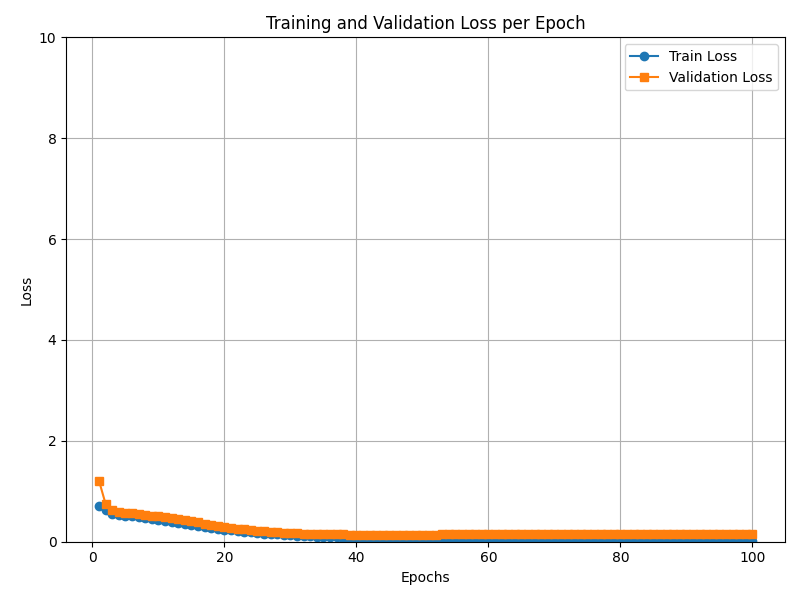 Training and Validation Loss per Epoch
Train Loss
Validation Loss
Loss
10
8
6
4
2
0
0 20 40 60 80 100
Epochs